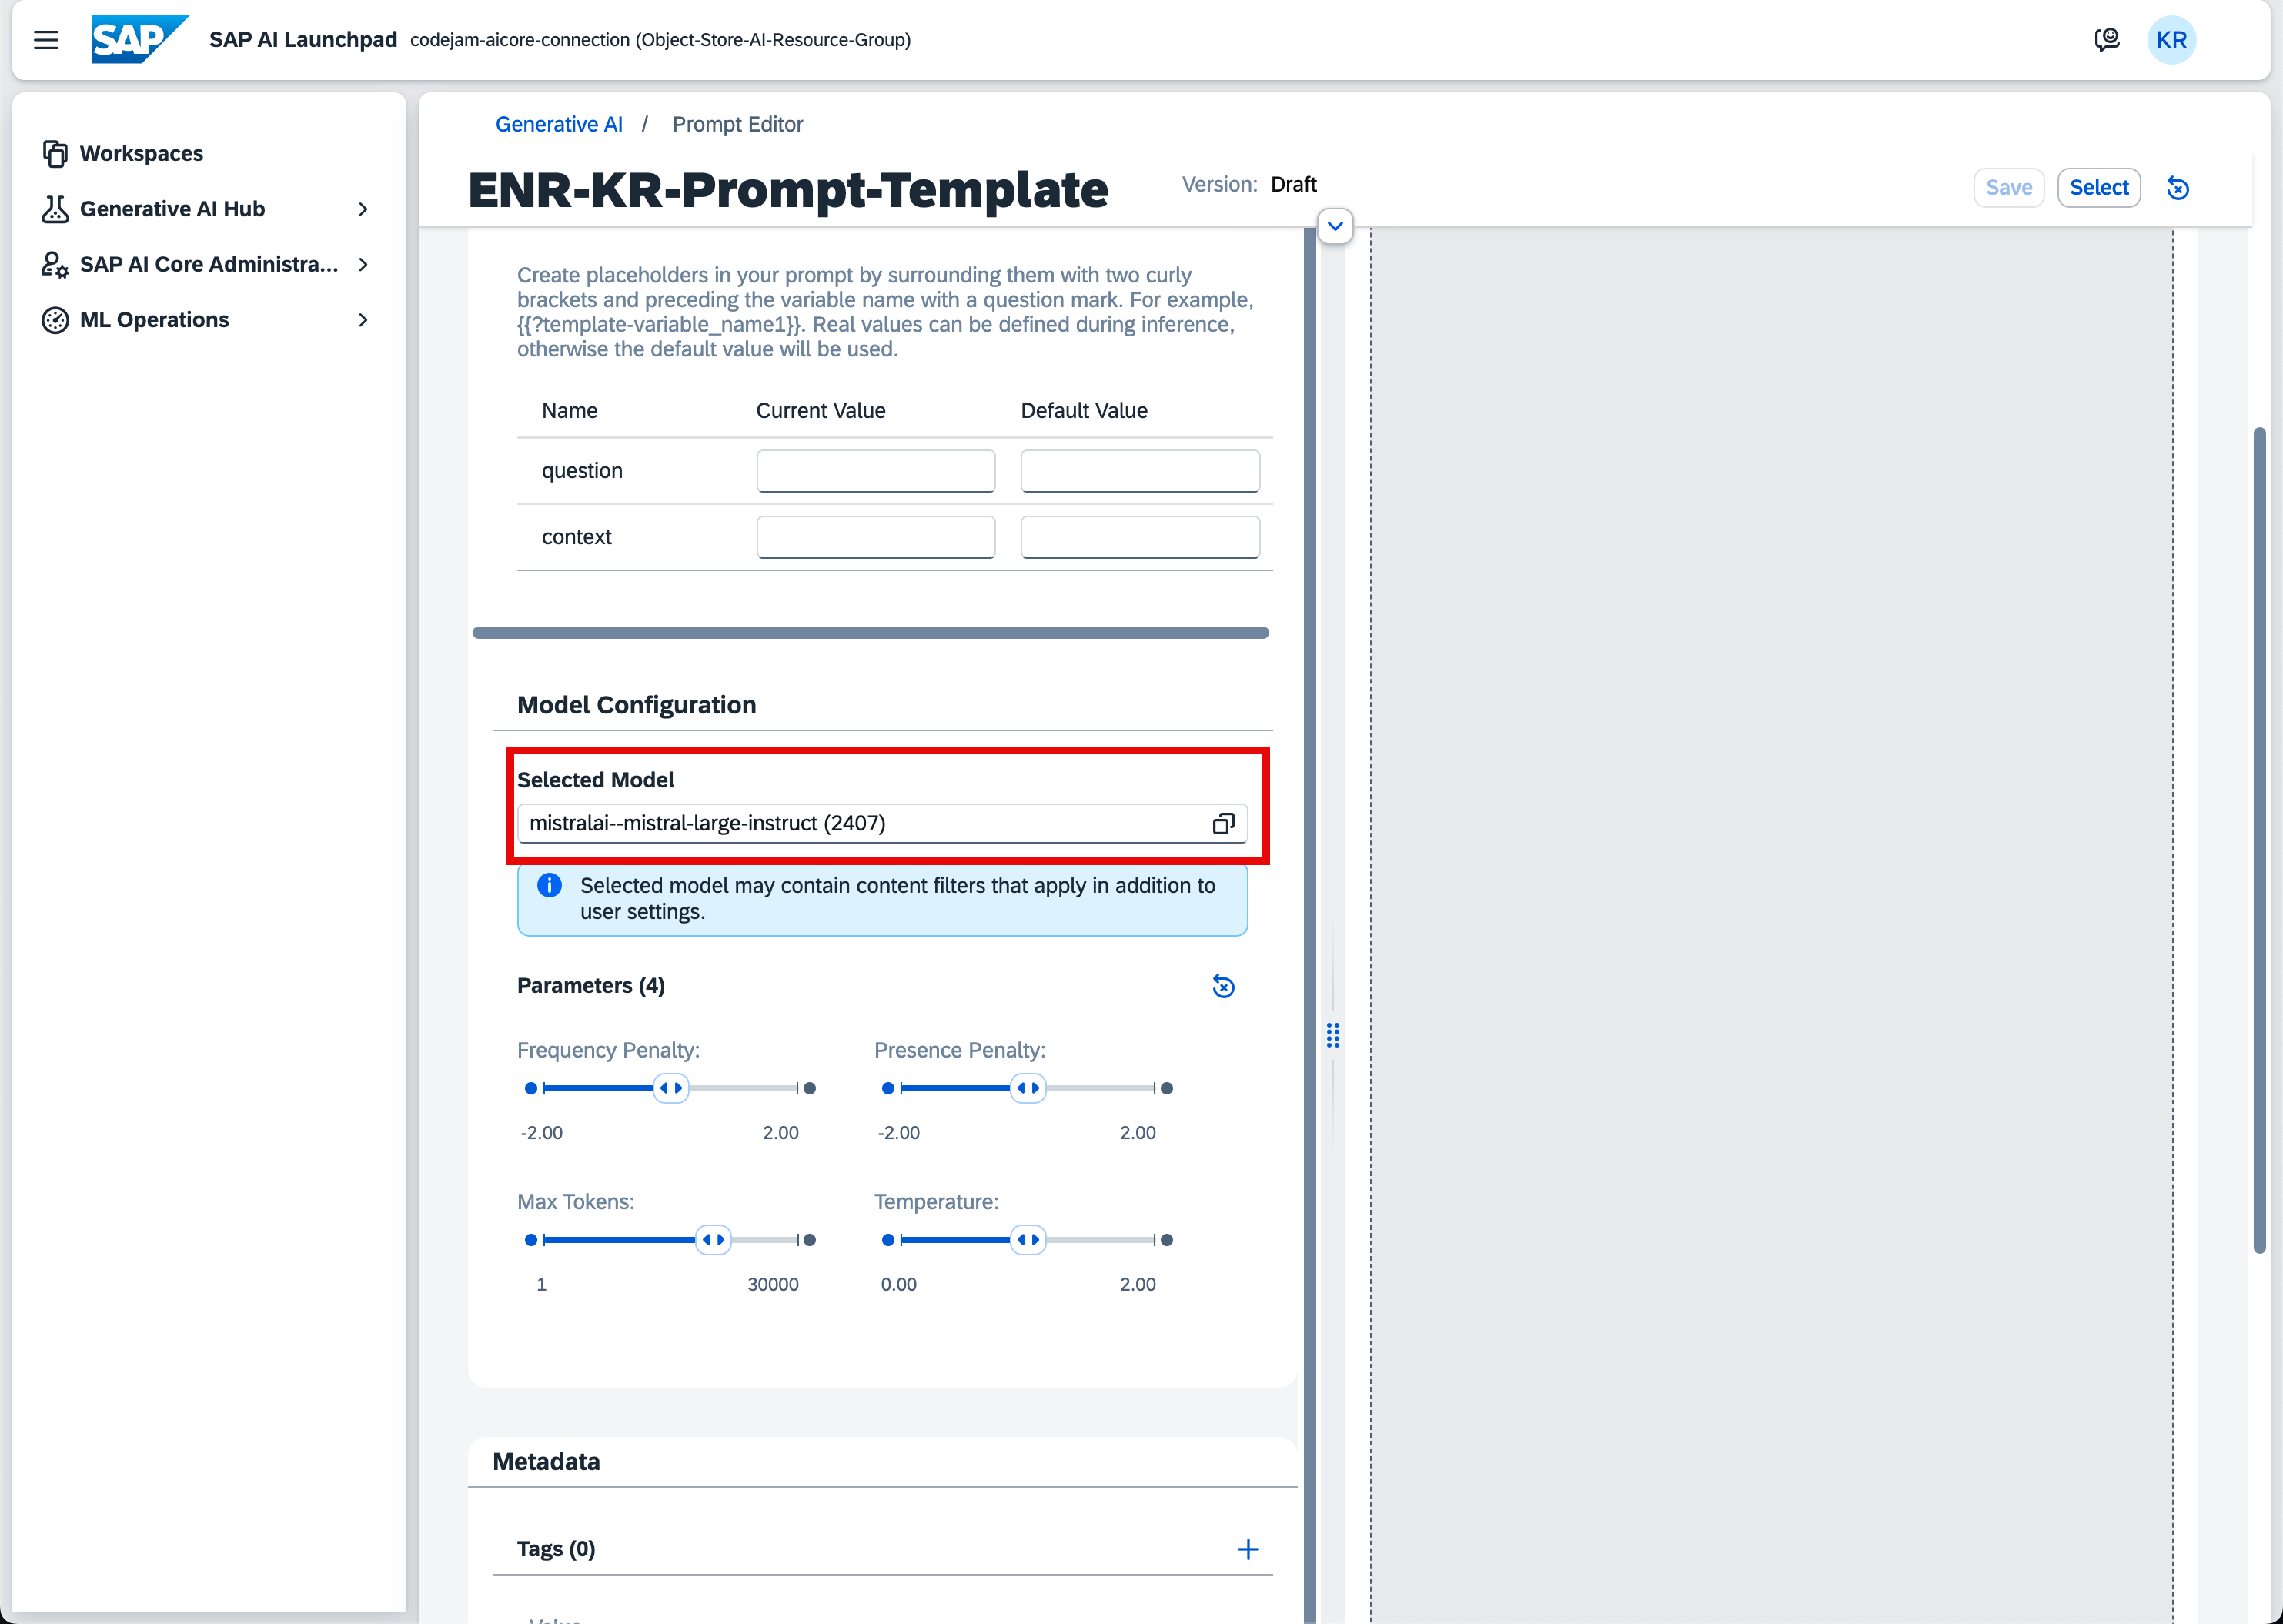 SAP
SAP AI Launchpad codejam-aicore-connection (Object-Store-AI-Resource-Group)
KR
Workspaces
Generative AI Hub
SAP AI Core Administra...
ML Operations
Generative AI / Prompt Editor
ENR-KR-Prompt-Template
Version: Draft
Save
Select
Create placeholders in your prompt by surrounding them with two curly
brackets and preceding the variable name with a question mark. For example,
{{?template-variable_name1}}. Real values can be defined during inference,
otherwise the default value will be used.
Name Current Value Default Value
question
context
Model Configuration
Selected Model
mistralai--mistral-large-instruct (2407)
Selected model may contain content filters that apply in addition to
user settings.
Parameters (4)
Frequency Penalty: Presence Penalty:
-2.00 2.00 -2.00 2.00
Max Tokens: Temperature:
1 30000 0.00 2.00
Metadata
Tags (0)